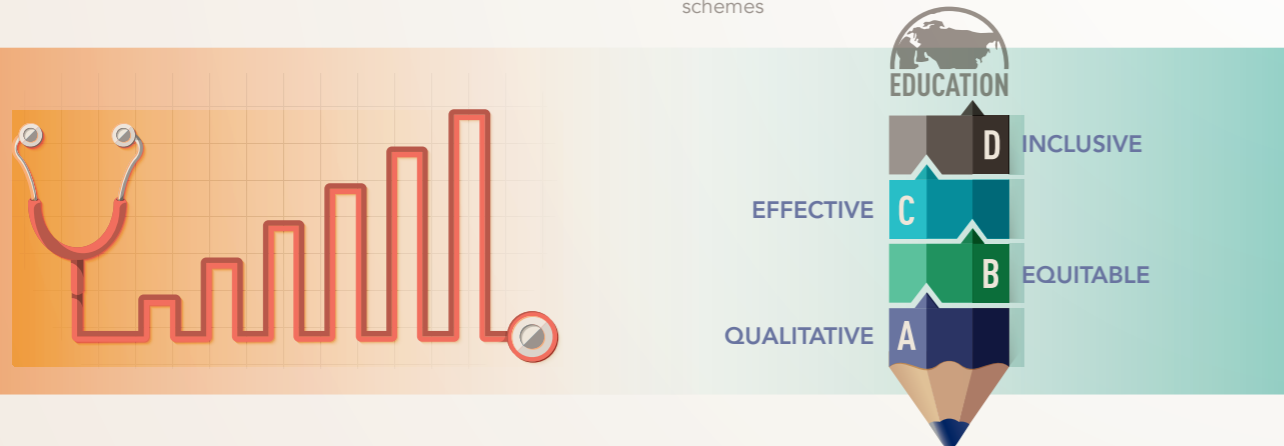 schemes
EDUCATION
D INCLUSIVE
EFFECTIVE C
B EQUITABLE
QUALITATIVE A